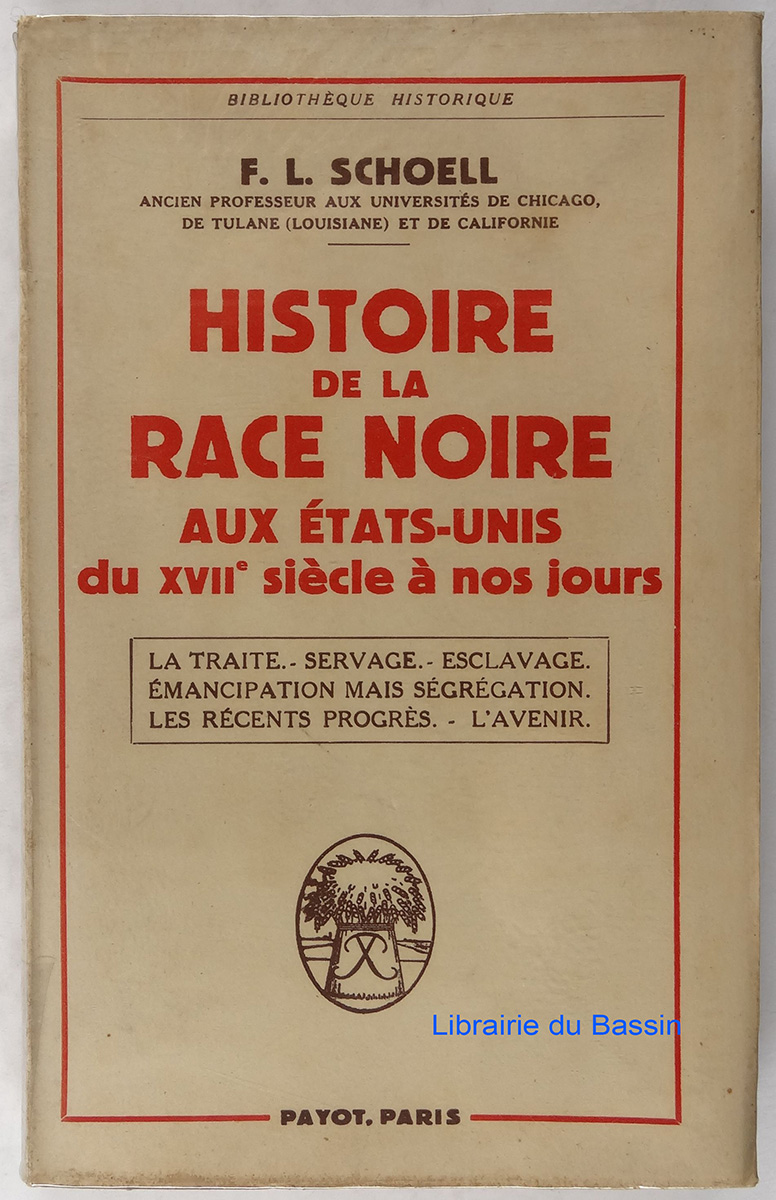 BIBLIOTHÈQUE HISTORIQUE
F. L. SCHOELL
ANCIEN PROFESSEUR AUX UNIVERSITÉS DE CHICAGO,
DE TULANE (LOUISIANE) ET DE CALIFORNIE
HISTOIRE
DE LA
RACE NOIRE
AUX ÉTATS-UNIS
du XVIIe siècle à nos jours
LA TRAITE.- SERVAGE.- ESCLAVAGE.
ÉMANCIPATION MAIS SÉGRÉGATION.
LES RÉCENTS PROGRÈS. - L'AVENIR.
Librairie du Bassin
PAYOT, PARIS